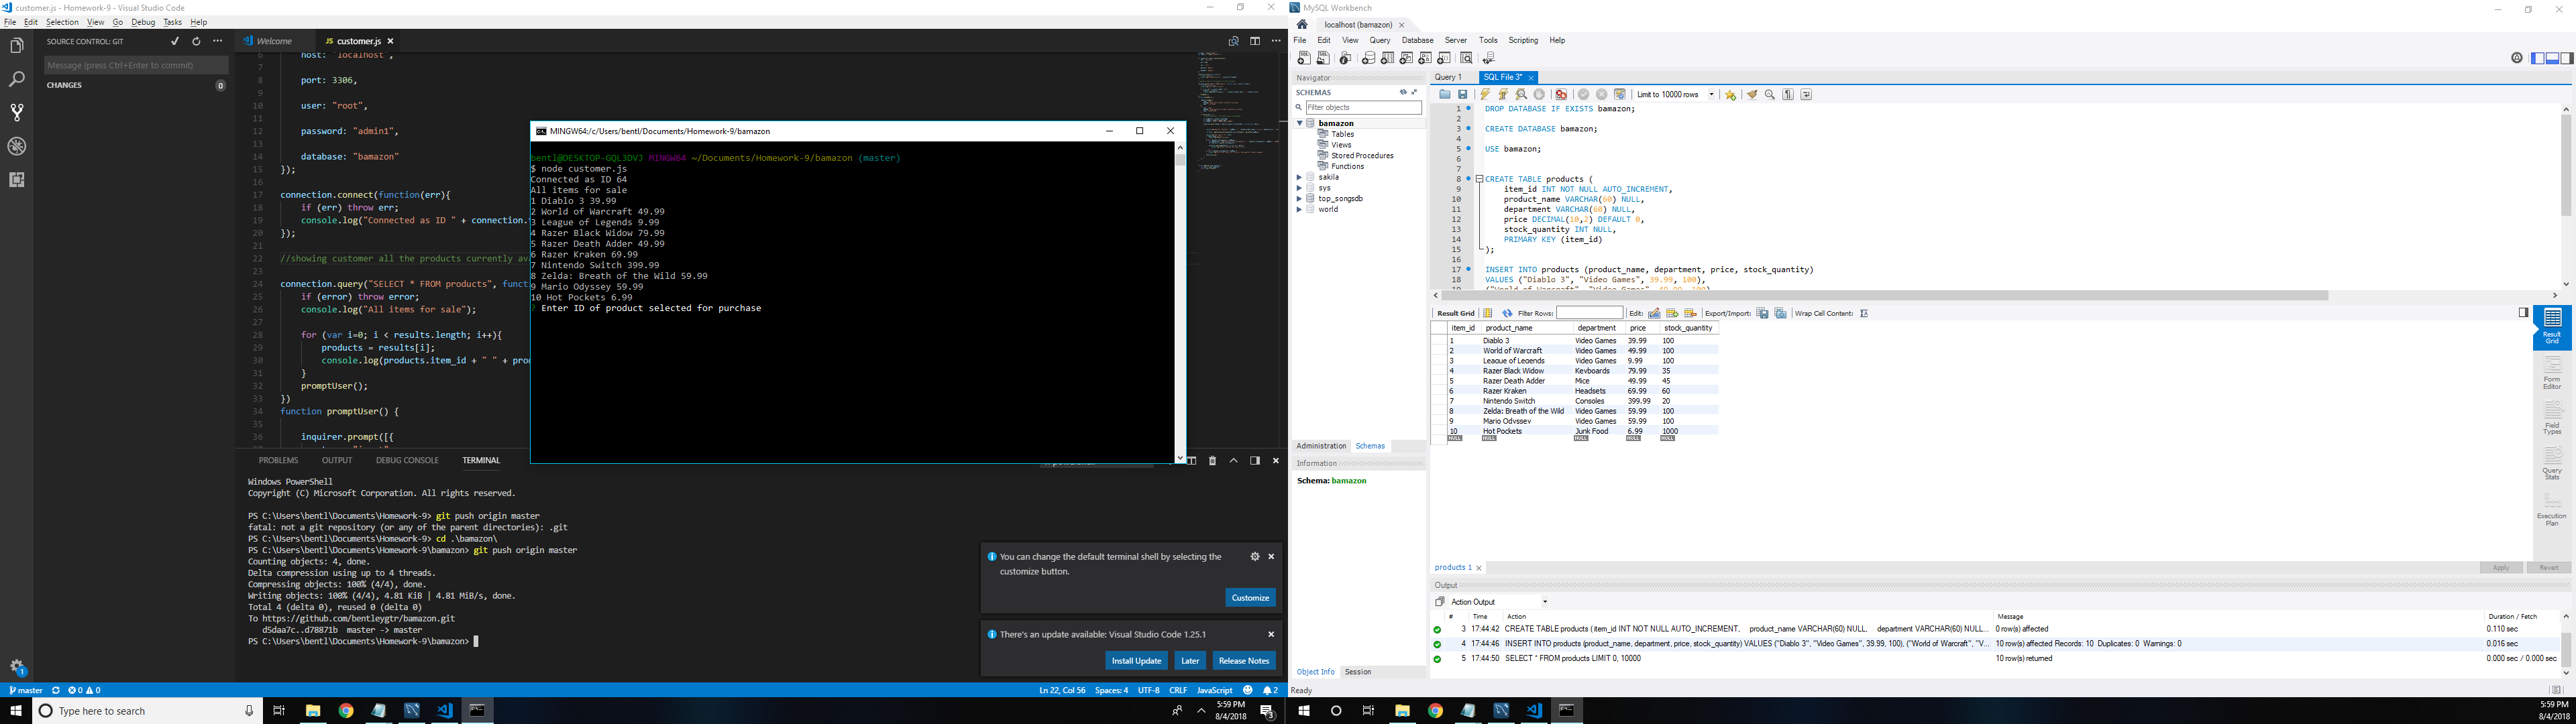 customer.js - Homework-9 - Visual Studio Code
File Edit Selection View Go Debug Tasks Help
SOURCE CONTROL: GIT
Message (press Ctrl+Enter to commit)
CHANGES 0
Welcome customer.js
6 host: "localhost",
7
8 port: 3306,
9
10 user: "root",
11
12 password: "admin1",
13
14 database: "bamazon"
15 });
16
17 connection.connect(function(err){
18 if (err) throw err;
19 console.log("Connected as ID " + connection.
20 });
21
22 //showing customer all the products currently
23
24 connection.query("SELECT * FROM products",
25 if (error) throw error;
26 console.log("All items for sale");
27
28 for (var i=0; i < results.length; i++){
29 products = results[i];
30 console.log(products.item_id + " " +
31 }
32 promptUser();
33 })
34 function promptUser() {
35
36 inquirer.prompt([{
MINGW64:/c/Users/bentl/Documents/Homework-9/bamazon
bentl@DESKTOP-GQL3DVJ MINGW64 ~/Documents/Homework-9/bamazon (master)
$ node customer.js
Connected as ID 64
All items for sale
1 Diablo 3 39.99
2 World of Warcraft 49.99
3 League of Legends 9.99
4 Razer Black Widow 79.99
5 Razer Death Adder 49.99
6 Razer Kraken 69.99
7 Nintendo Switch 399.99
8 Zelda: Breath of the Wild 59.99
9 Mario Odyssey 59.99
10 Hot Pockets 6.99
? Enter ID of product selected for purchase
PROBLEMS OUTPUT DEBUG CONSOLE TERMINAL
Windows PowerShell
Copyright (C) Microsoft Corporation. All rights reserved.
PS C:\Users\bentl\Documents\Homework-9> git push origin master
fatal: not a git repository (or any of the parent directories): .git
PS C:\Users\bentl\Documents\Homework-9> cd .\bamazon\
PS C:\Users\bentl\Documents\Homework-9\bamazon> git push origin master
Counting objects: 4, done.
Delta compression using up to 4 threads.
Compressing objects: 100% (4/4), done.
Writing objects: 100% (4/4), 4.81 KiB | 4.81 MiB/s, done.
Total 4 (delta 0), reused 0 (delta 0)
To https://github.com/bentleygtr/bamazon.git
d5daa7c..d78871b master -> master
PS C:\Users\bentl\Documents\Homework-9\bamazon>
You can change the default terminal shell by selecting the
customize button.
Customize
There's an update available: Visual Studio Code 1.25.1
Install Update Later Release Notes
1
master 0 0
Ln 22, Col 56 Spaces: 4 UTF-8 CRLF JavaScript 2
Type here to search
5:59 PM
8/4/2018
3
MySQL Workbench
localhost (bamazon)
File Edit View Query Database Server Tools Scripting Help
Navigator
SCHEMAS
Filter objects
bamazon
Tables
Views
Stored Procedures
Functions
sakila
sys
top_songsdb
world
Administration Schemas
Information
Schema: bamazon
Object Info Session
Ready
Query 1 SQL File 3*
Limit to 10000 rows
1 DROP DATABASE IF EXISTS bamazon;
2
3 CREATE DATABASE bamazon;
4
5 USE bamazon;
6
7
8 CREATE TABLE products (
9 item_id INT NOT NULL AUTO_INCREMENT,
10 product_name VARCHAR(60) NULL,
11 department VARCHAR(60) NULL,
12 price DECIMAL(10,2) DEFAULT 0,
13 stock_quantity INT NULL,
14 PRIMARY KEY (item_id)
15 );
16
17 INSERT INTO products (product_name, department, price, stock_quantity)
18 VALUES ("Diablo 3", "Video Games", 39.99, 100),
19 ("World of Warcraft", "Video Games", 49.99, 100),
Result Grid Filter Rows: Edit: Export/Import: Wrap Cell Content:
item_id product_name department price stock_quantity
1 Diablo 3 Video Games 39.99 100
2 World of Warcraft Video Games 49.99 100
3 League of Legends Video Games 9.99 100
4 Razer Black Widow Keyboards 79.99 35
5 Razer Death Adder Mice 49.99 45
6 Razer Kraken Headsets 69.99 60
7 Nintendo Switch Consoles 399.99 20
8 Zelda: Breath of the Wild Video Games 59.99 100
9 Mario Odyssey Video Games 59.99 100
10 Hot Pockets Junk Food 6.99 1000
NULL NULL NULL NULL NULL
Result
Grid
Form
Editor
Field
Types
Query
Stats
Execution
Plan
products 1
Apply Revert
Output
Action Output
# Time Action Message Duration / Fetch
3 17:44:42 CREATE TABLE products ( item_id INT NOT NULL AUTO_INCREMENT, product_name VARCHAR(60) NULL, department VARCHAR(60) NULL... 0 row(s) affected 0.110 sec
4 17:44:46 INSERT INTO products (product_name, department, price, stock_quantity) VALUES ("Diablo 3", "Video Games", 39.99, 100), ("World of Warcraft", "V... 10 row(s) affected Records: 10 Duplicates: 0 Warnings: 0 0.016 sec
5 17:44:50 SELECT * FROM products LIMIT 0, 10000 10 row(s) returned 0.000 sec / 0.000 sec
5:59 PM
8/4/2018